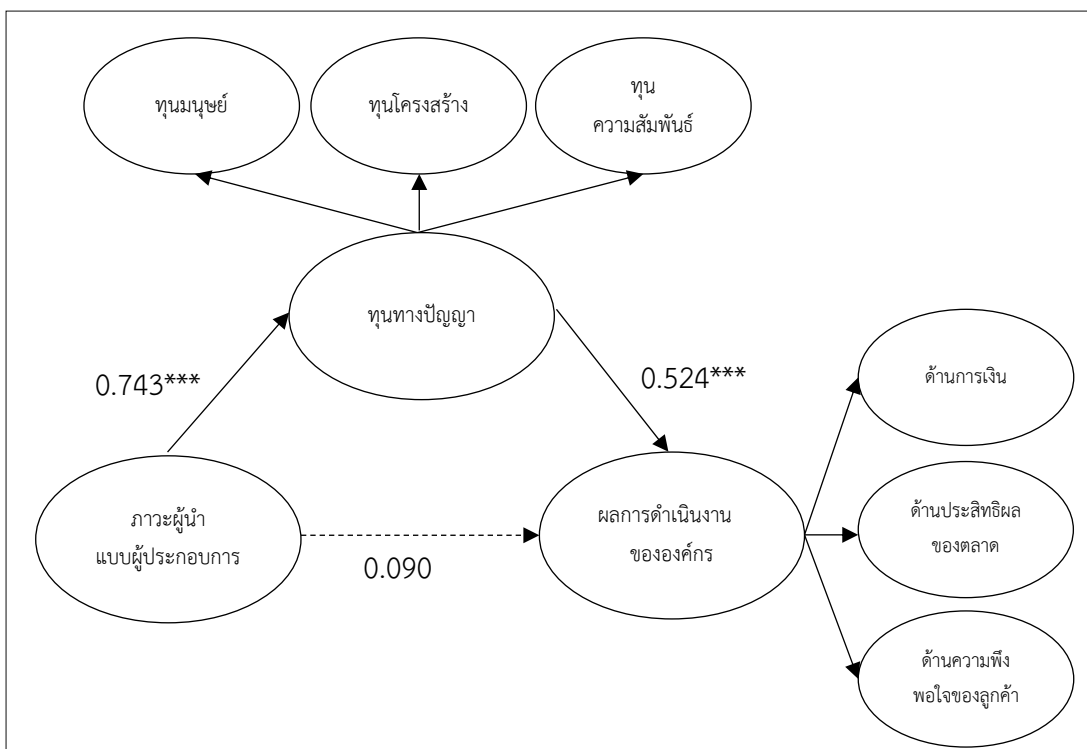 ทุนมนุษย์
ทุนโครงสร้าง
ทุน
ความสัมพันธ์
ทุนทางปัญญา
0.743***
0.524***
ด้านการเงิน
ภาวะผู้นำ
แบบผู้ประกอบการ
0.090
ผลการดำเนินงาน
ขององค์กร
ด้านประสิทธิผล
ของตลาด
ด้านความพึง
พอใจของลูกค้า